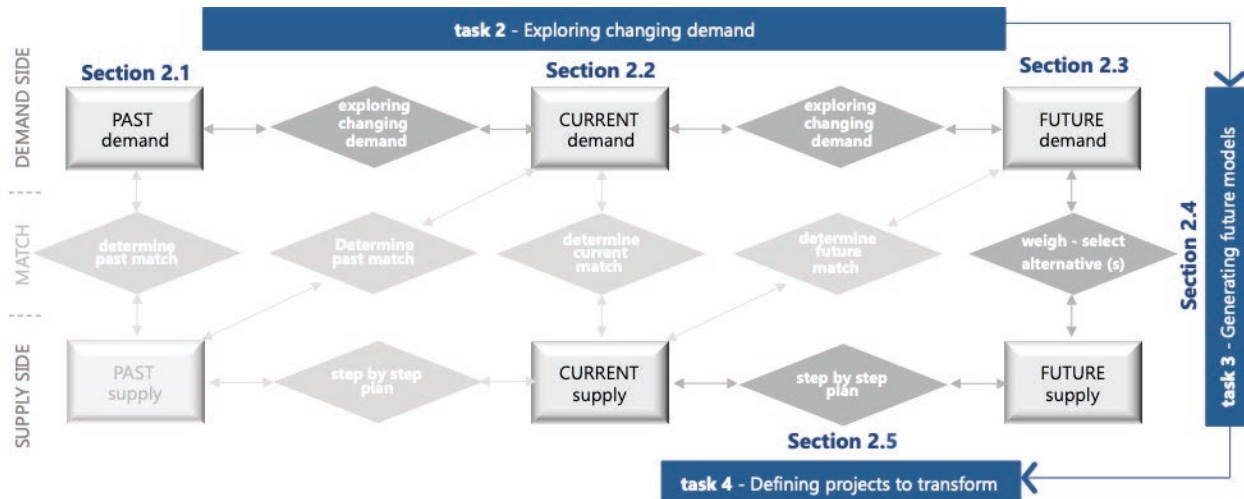 task 2 - Exploring changing demand
DEMAND SIDE
Section 2.1
Section 2.2
Section 2.3
PAST
demand
exploring
changing
demand
CURRENT
demand
exploring
changing
demand
FUTURE
demand
MATCH
determine
past match
Determine
past match
determine
current
match
determine
future
match
weigh - select
alternative (s)
Section 2.4
task 3 - Generating future models
SUPPLY SIDE
PAST
supply
step by step
plan
CURRENT
supply
step by step
plan
FUTURE
supply
Section 2.5
task 4 - Defining projects to transform